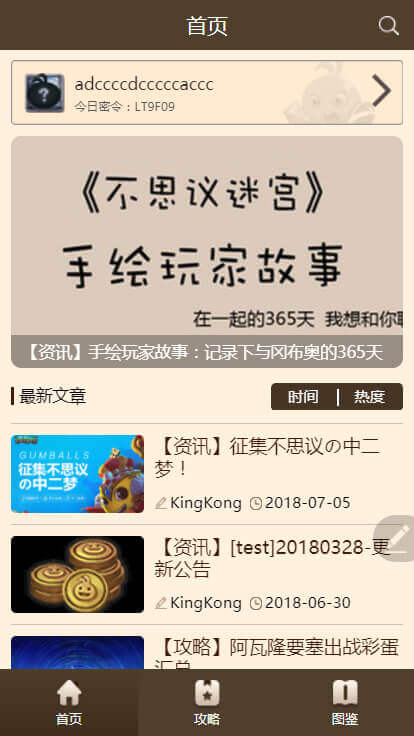 首页
adccccdcccccaccc
今日密令：LT9F09
《不思议迷宫》
手绘玩家故事
在一起的365天 我想和你聊
【资讯】手绘玩家故事：记录下与冈布奥的365天
最新文章
时间 | 热度
GUMBALLS
征集不思议
の中二梦
【资讯】征集不思议の中二
梦！
KingKong 2018-07-05
【资讯】[test]20180328-更
新公告
KingKong 2018-06-30
【攻略】阿瓦隆要塞出战彩蛋
汇总
首页
攻略
图鉴